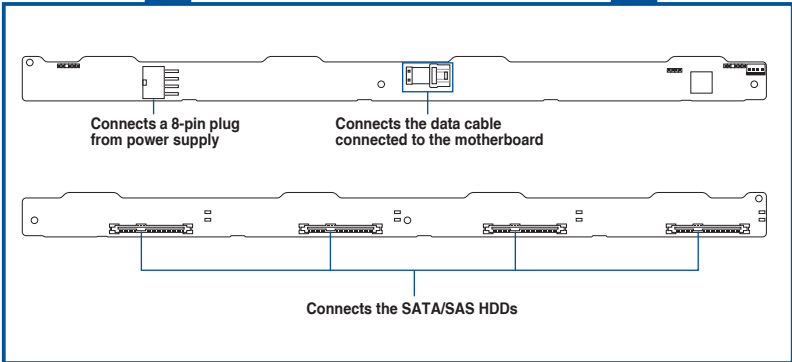 Connects a 8-pin plug
from power supply
Connects the data cable
connected to the motherboard
Connects the SATA/SAS HDDs